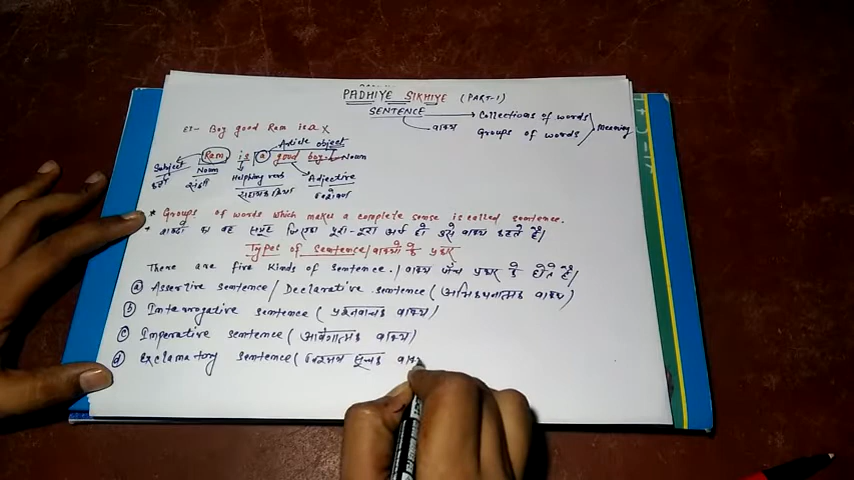 PADHIYE SIKHIYE (PART-1)
SENTENCE → Collections of words
→ वाक्य Groups of words Meaning
Ex- Boy good Ram is a x
Article object
Ram is a good boy Noun
Subject Noun Helping verb Adjective
कर्ता संज्ञा सहायक क्रिया विशेषण
* Groups of words which makes a complete sense is called sentence.
* शब्दों का वह समूह जिसका पूरा-पूरा अर्थ हो उसे वाक्य कहते हैं।
Types of sentence/वाक्यों के प्रकार
There are five kinds of sentence./वाक्य पाँच प्रकार के होते हैं।
(a) Assertive sentence / Declarative sentence (अभिकथनात्मक वाक्य)
(b) Interrogative sentence (प्रश्नवाचक वाक्य)
(c) Imperative sentence (वाक्य)
(d) Exclamatory sentence (विस्मय सूचक